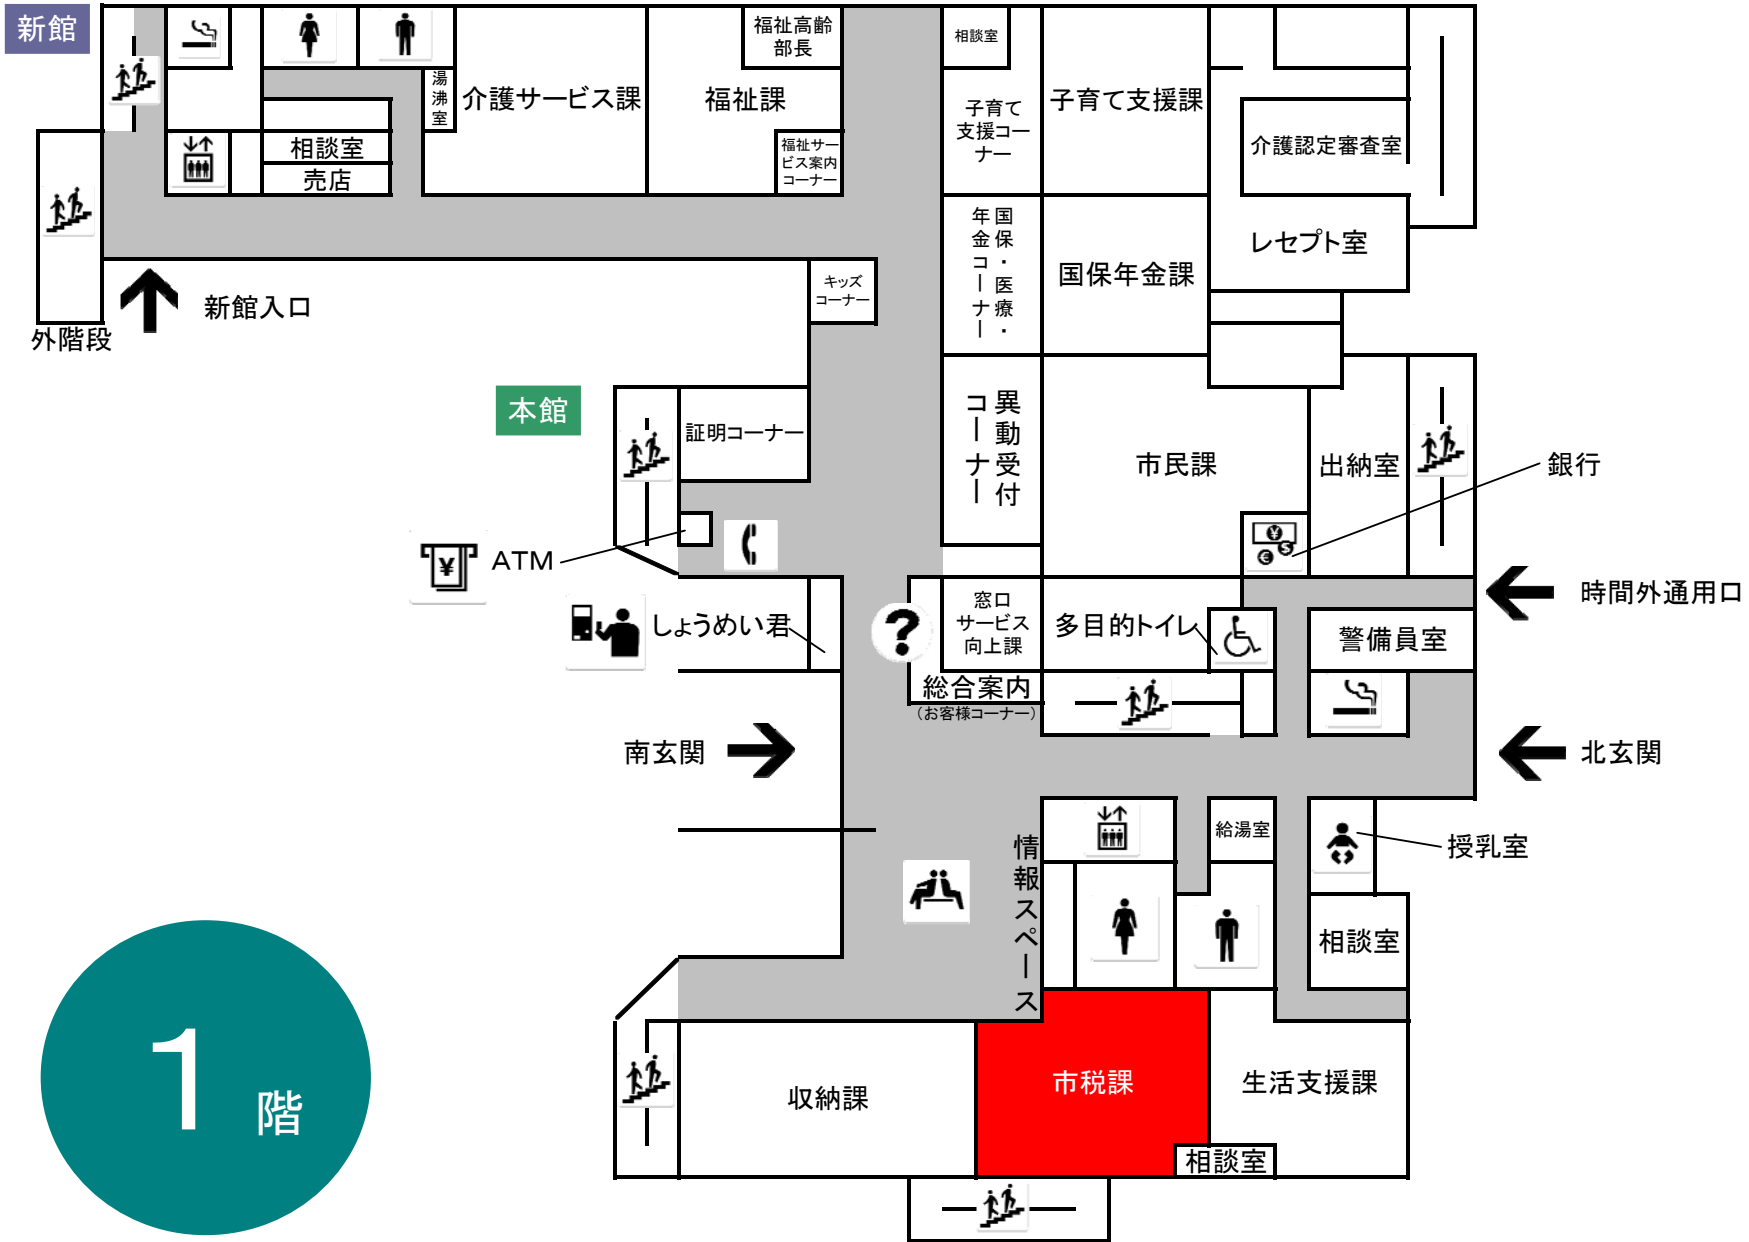 新館
福祉高齢
部長
相談室
湯
沸
室
介護サービス課
福祉課
子育て
支援コー
ナー
子育て支援課
介護認定審査室
相談室
売店
福祉サー
ビス案内
コーナー
国保・医療・
年金コーナー
レセプト室
国保年金課
キッズ
コーナー
新館入口
外階段
本館
証明コーナー
異動受付
コーナー
市民課
出納室
銀行
ATM
しょうめい君
窓口
サービス
向上課
多目的トイレ
時間外通用口
警備員室
?
総合案内
（お客様コーナー）
南玄関
北玄関
情報スペース
給湯室
授乳室
相談室
1階
収納課
市税課
生活支援課
相談室